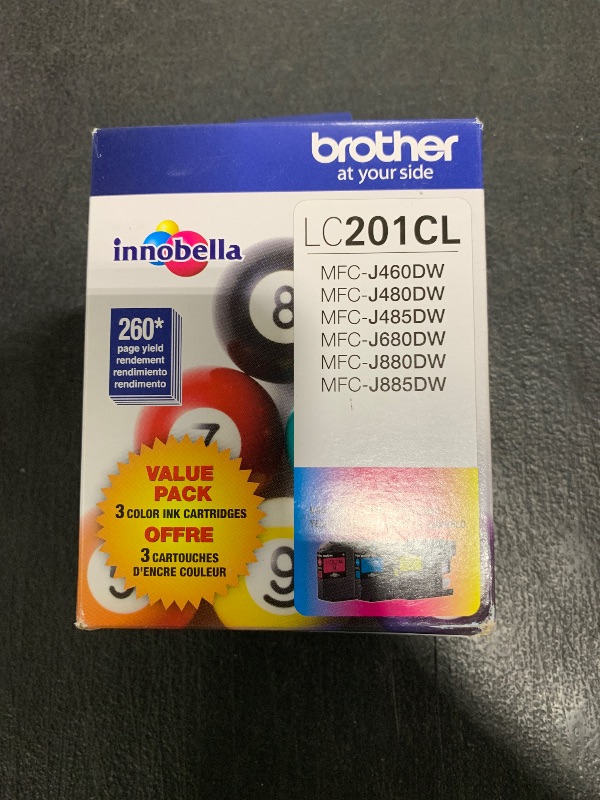 brother
at your side
innobella
LC201CL
MFC-J460DW
MFC-J480DW
MFC-J485DW
MFC-J680DW
MFC-J880DW
MFC-J885DW
260*
page yield
rendement
rendimiento
rendimento
8
7
VALUE
PACK
3 COLOR INK CARTRIDGES
OFFRE
3 CARTOUCHES
D'ENCRE COULEUR
5
9